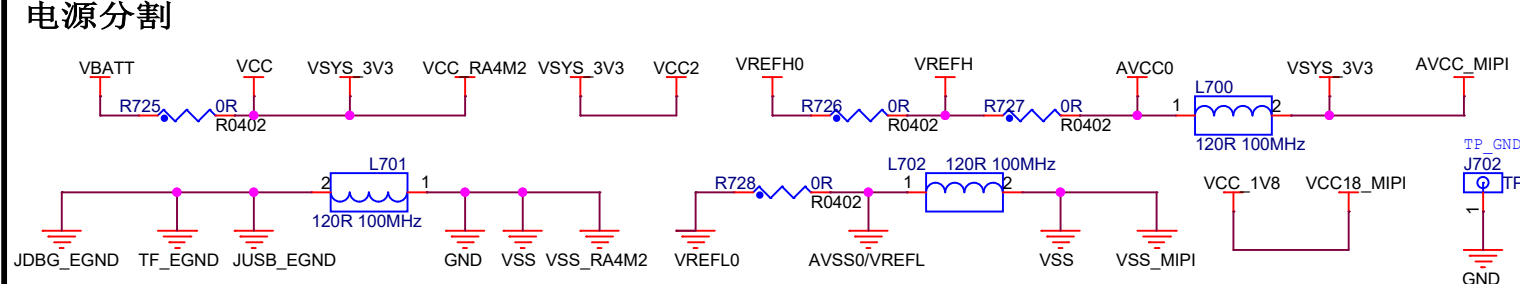 电源分割
VBATT VCC VSYS_3V3 VCC_RA4M2 VSYS_3V3 VCC2 VREFH0 VREFH AVCC0 VSYS_3V3 AVCC_MIPI
L700
R725 0R R726 0R R727 0R 1 2
R0402 R0402 R0402
120R 100MHz
TP_GND
L701 L702 120R 100MHz J702
2 1 R728 0R 1 2 VCC_1V8 VCC18_MIPI TP
R0402
120R 100MHz 1
JDBG_EGND TF_EGND JUSB_EGND GND VSS VSS_RA4M2 VREFL0 AVSS0/VREFL VSS VSS_MIPI
GND